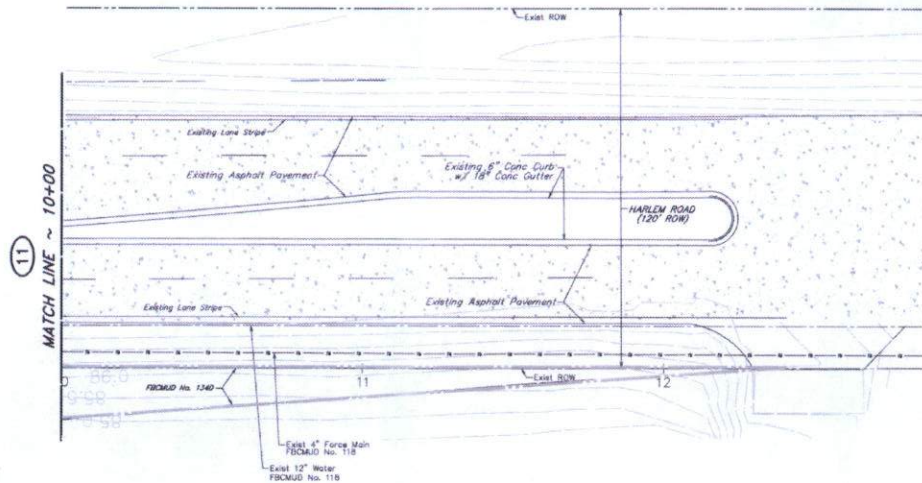 Exist ROW
Existing Lane Stripe
Existing Asphalt Pavement
Existing 6" Conc Curb
w/ 18" Conc Gutter
HARLEM ROAD
(120' ROW)
11
MATCH LINE ~ 10+00
Existing Asphalt Pavement
Existing Lane Stripe
0
11
12
Exist ROW
FBCMUD No. 134D
Exist 4" Force Main
FBCMUD No. 118
Exist 12" Water
FBCMUD No. 118